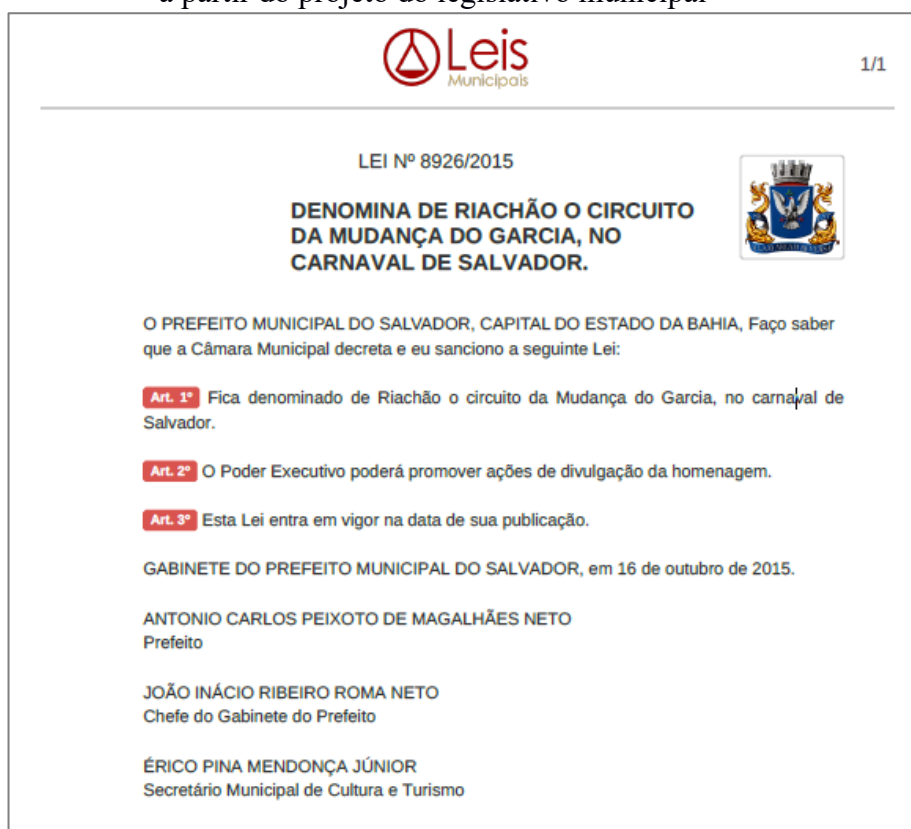 a partir do projeto do legislativo municipal
Leis
Municipais
1/1
LEI Nº 8926/2015
DENOMINA DE RIACHÃO O CIRCUITO
DA MUDANÇA DO GARCIA, NO
CARNAVAL DE SALVADOR.
O PREFEITO MUNICIPAL DO SALVADOR, CAPITAL DO ESTADO DA BAHIA, Faço saber
que a Câmara Municipal decreta e eu sanciono a seguinte Lei:
Art. 1º Fica denominado de Riachão o circuito da Mudança do Garcia, no carnaval de
Salvador.
Art. 2º O Poder Executivo poderá promover ações de divulgação da homenagem.
Art. 3º Esta Lei entra em vigor na data de sua publicação.
GABINETE DO PREFEITO MUNICIPAL DO SALVADOR, em 16 de outubro de 2015.
ANTONIO CARLOS PEIXOTO DE MAGALHÃES NETO
Prefeito
JOÃO INÁCIO RIBEIRO ROMA NETO
Chefe do Gabinete do Prefeito
ÉRICO PINA MENDONÇA JÚNIOR
Secretário Municipal de Cultura e Turismo